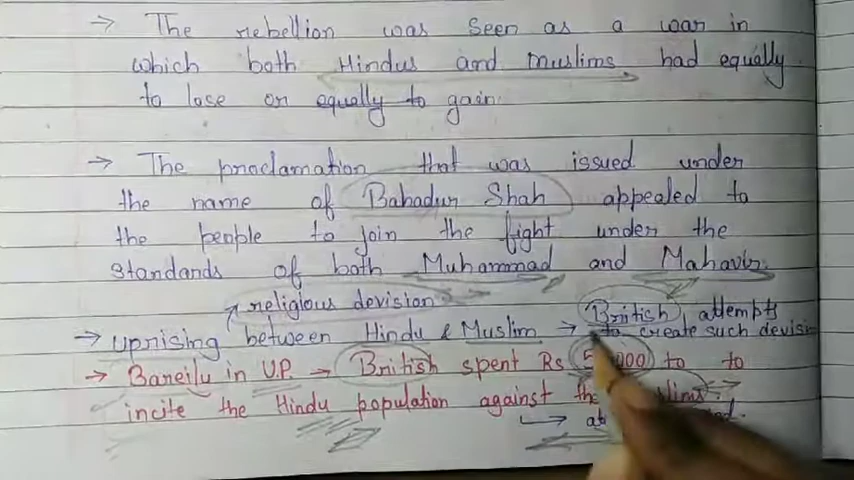 → The rebellion was seen as a war in
which both Hindus and Muslims had equally
to lose or equally to gain.
→ The proclamation that was issued under
the name of Bahadur Shah appealed to
the people to join the fight under the
standards of both Muhammad and Mahavir.
religious devision
British attempts
→ uprising between Hindu & Muslim → to create such
→ Bareilly in U.P → British spent Rs to to
incite the Hindu population against